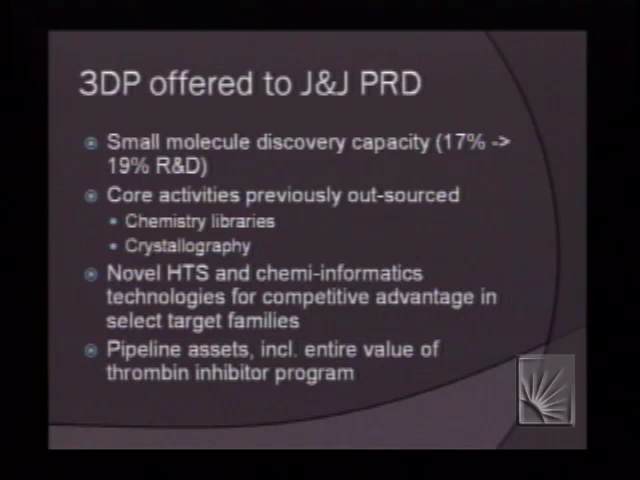 3DP offered to J&J PRD
Small molecule discovery capacity (17% ->
19% R&D)
Core activities previously out-sourced
Chemistry libraries
Crystallography
Novel HTS and chemi-informatics
technologies for competitive advantage in
select target families
Pipeline assets, incl. entire value of
thrombin inhibitor program